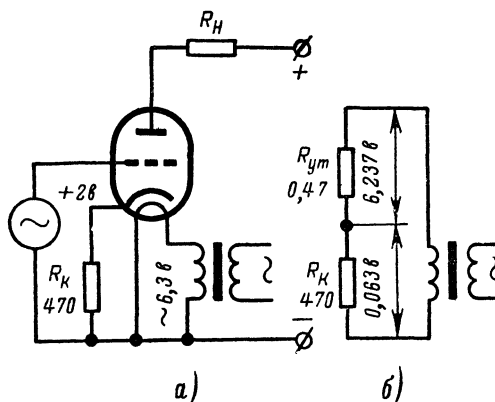 R_H
+
+2в
R_K
470
~6,3в
−
R_ут
0,47
6,237в
R_K
470
0,063в
а)
б)